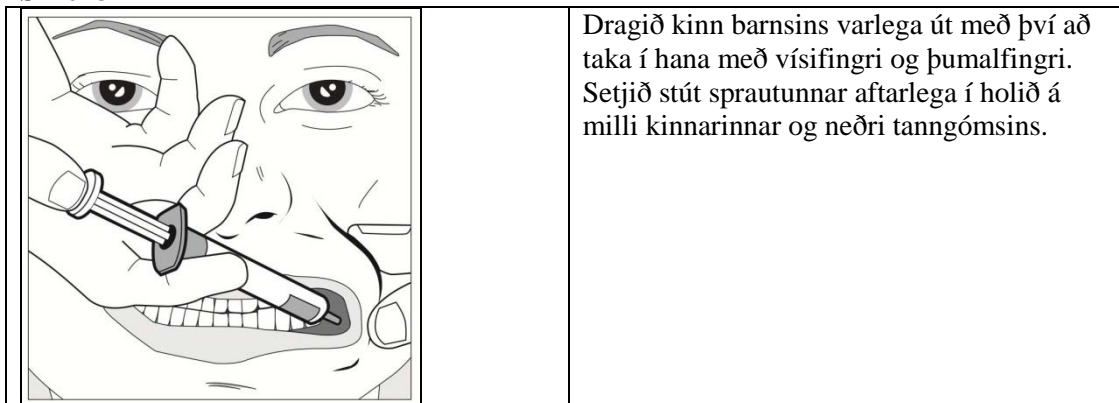 Dragið kinn barnsins varlega út með því að
taka í hana með vísifingri og þumalfingri.
Setjið stút sprautunnar aftarlega í holið á
milli kinnarinnar og neðri tanngómsins.